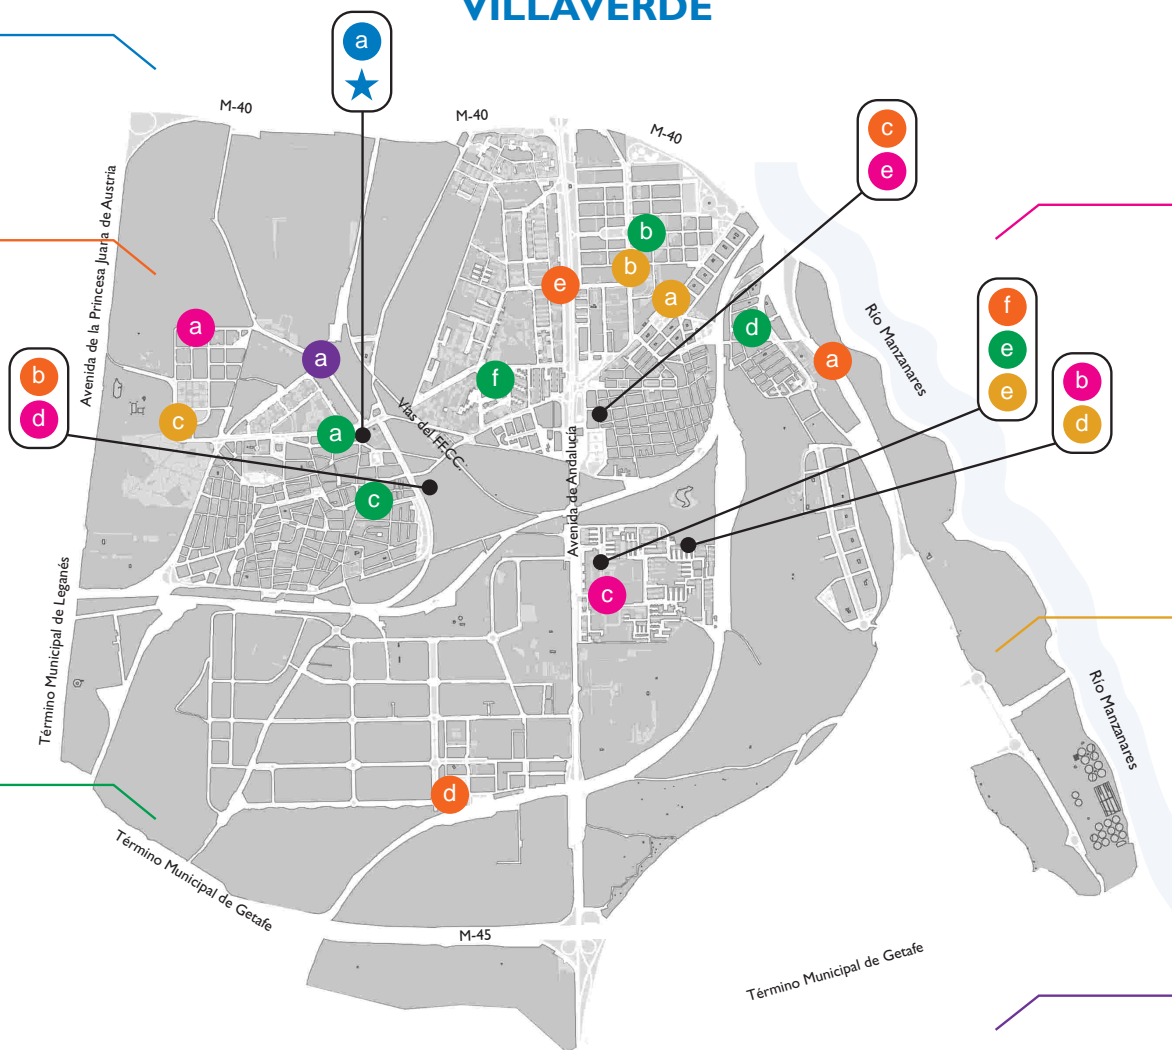 VILLAVERDE
a
M-40
M-40
M-40
c
e
Avenida de la Princesa Juana de Austria
b
b
e
a
a
d
a
Río Manzanares
f
e
e
b
d
a
f
b
d
c
a
Vías del FF.CC.
c
Avenida de Andalucía
c
Término Municipal de Leganés
Río Manzanares
d
Término Municipal de Getafe
M-45
Término Municipal de Getafe